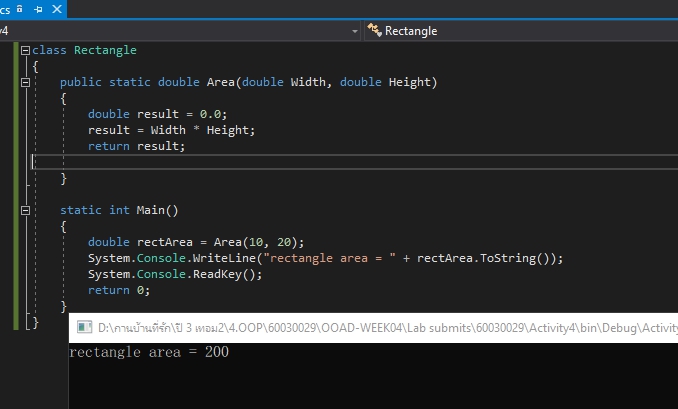 cs
y4
Rectangle
class Rectangle
{
public static double Area(double Width, double Height)
{
double result = 0.0;
result = Width * Height;
return result;
}
static int Main()
{
double rectArea = Area(10, 20);
System.Console.WriteLine("rectangle area = " + rectArea.ToString());
System.Console.ReadKey();
return 0;
}
}
D:\การบ้านที่รัก\ปี 3 เทอม2\4.OOP\60030029\OOAD-WEEK04\Lab submits\60030029\Activity4\bin\Debug\Activity
rectangle area = 200